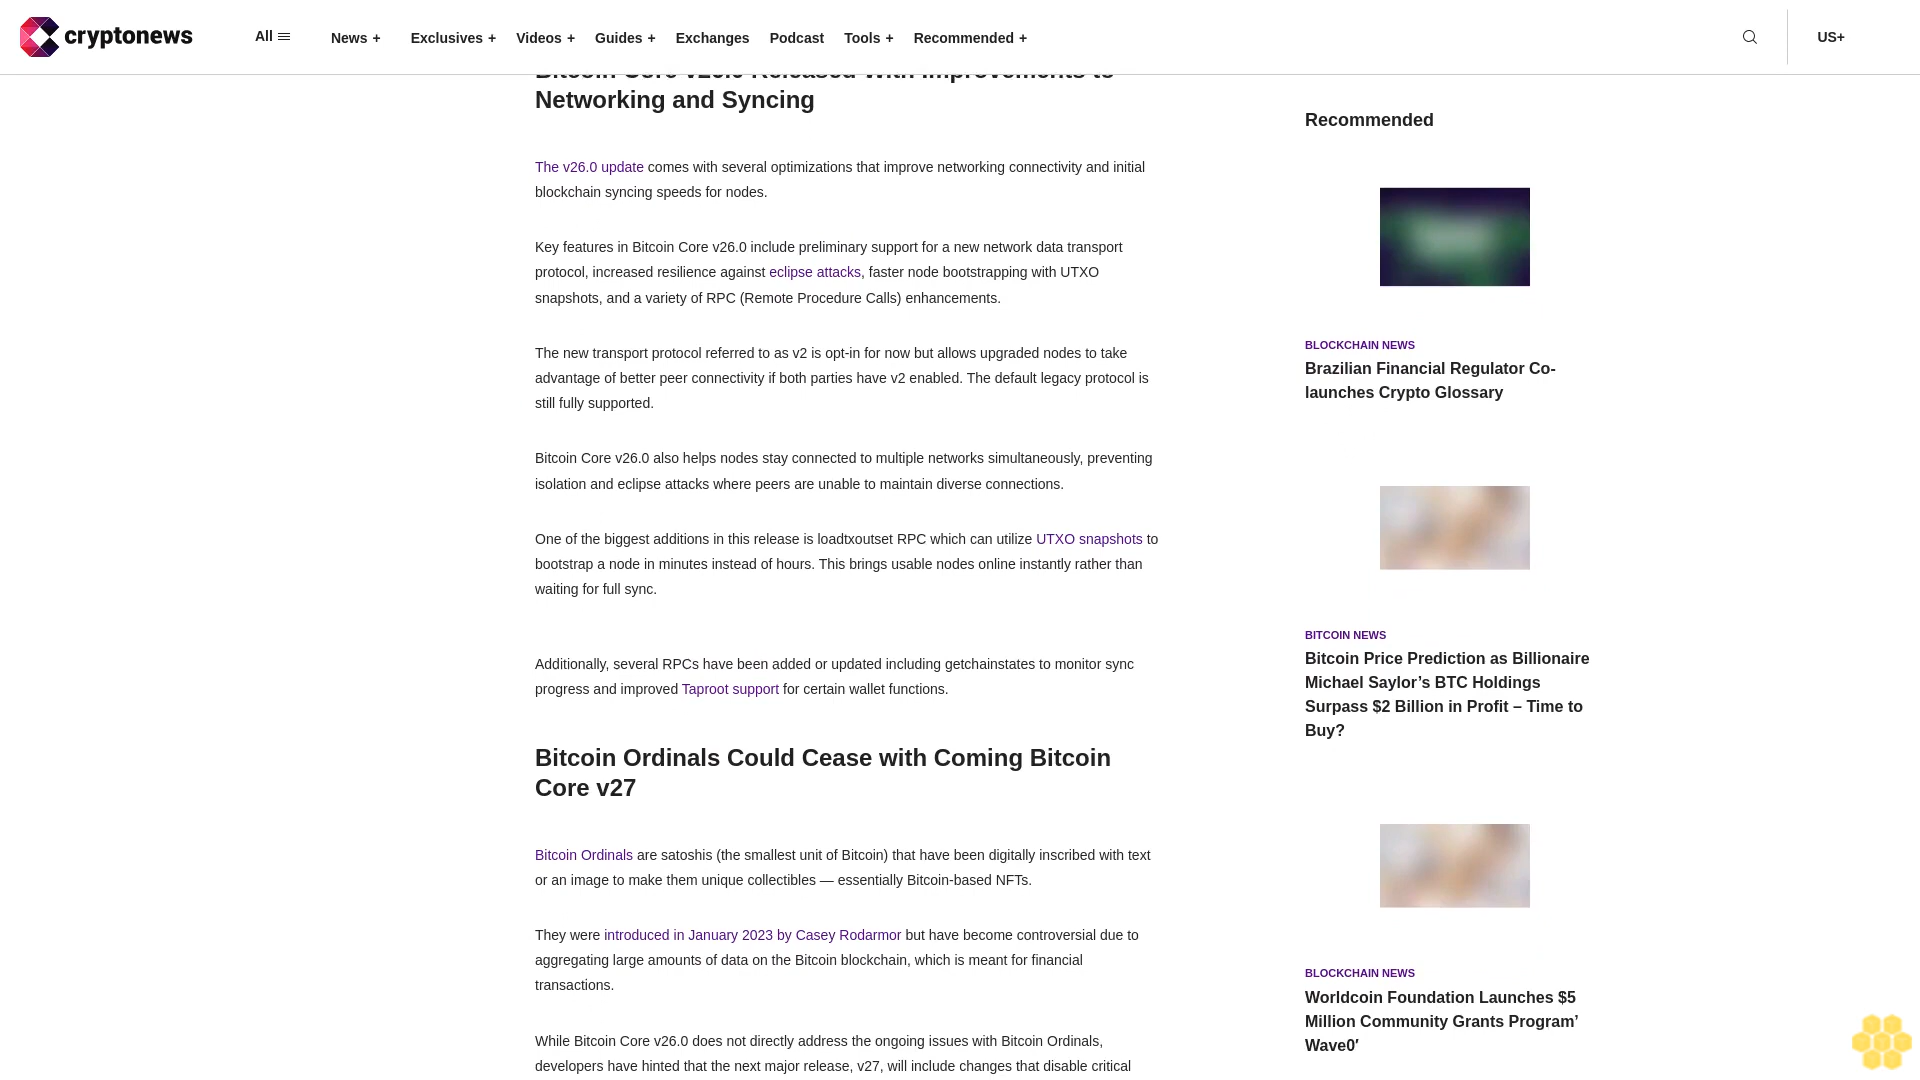 cryptonews
All
News +
Exclusives +
Videos +
Guides +
Exchanges
Podcast
Tools +
Recommended +
US+
Bitcoin Core v26.0 Released With Improvements to
Networking and Syncing
The v26.0 update comes with several optimizations that improve networking connectivity and initial
blockchain syncing speeds for nodes.
Key features in Bitcoin Core v26.0 include preliminary support for a new network data transport
protocol, increased resilience against eclipse attacks, faster node bootstrapping with UTXO
snapshots, and a variety of RPC (Remote Procedure Calls) enhancements.
The new transport protocol referred to as v2 is opt-in for now but allows upgraded nodes to take
advantage of better peer connectivity if both parties have v2 enabled. The default legacy protocol is
still fully supported.
Bitcoin Core v26.0 also helps nodes stay connected to multiple networks simultaneously, preventing
isolation and eclipse attacks where peers are unable to maintain diverse connections.
One of the biggest additions in this release is loadtxoutset RPC which can utilize UTXO snapshots to
bootstrap a node in minutes instead of hours. This brings usable nodes online instantly rather than
waiting for full sync.
Additionally, several RPCs have been added or updated including getchainstates to monitor sync
progress and improved Taproot support for certain wallet functions.
Bitcoin Ordinals Could Cease with Coming Bitcoin
Core v27
Bitcoin Ordinals are satoshis (the smallest unit of Bitcoin) that have been digitally inscribed with text
or an image to make them unique collectibles — essentially Bitcoin-based NFTs.
They were introduced in January 2023 by Casey Rodarmor but have become controversial due to
aggregating large amounts of data on the Bitcoin blockchain, which is meant for financial
transactions.
While Bitcoin Core v26.0 does not directly address the ongoing issues with Bitcoin Ordinals,
developers have hinted that the next major release, v27, will include changes that disable critical
Recommended
BLOCKCHAIN NEWS
Brazilian Financial Regulator Co-
launches Crypto Glossary
BITCOIN NEWS
Bitcoin Price Prediction as Billionaire
Michael Saylor’s BTC Holdings
Surpass $2 Billion in Profit – Time to
Buy?
BLOCKCHAIN NEWS
Worldcoin Foundation Launches $5
Million Community Grants Program’
Wave0′